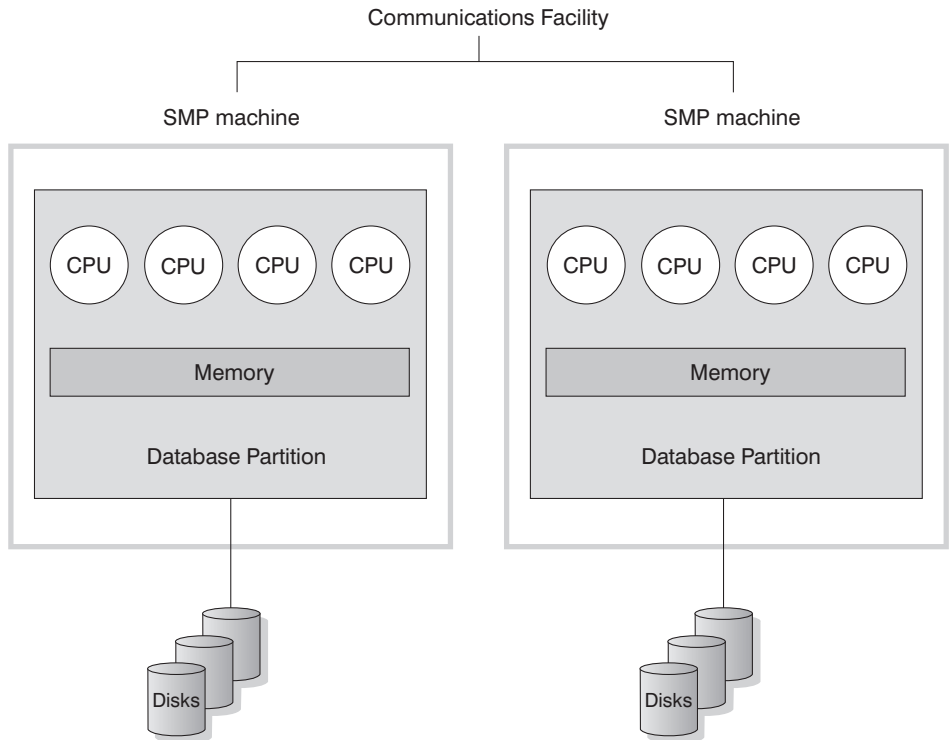 Communications Facility
SMP machine
SMP machine
CPU CPU CPU CPU
CPU CPU CPU CPU
Memory
Memory
Database Partition
Database Partition
Disks
Disks